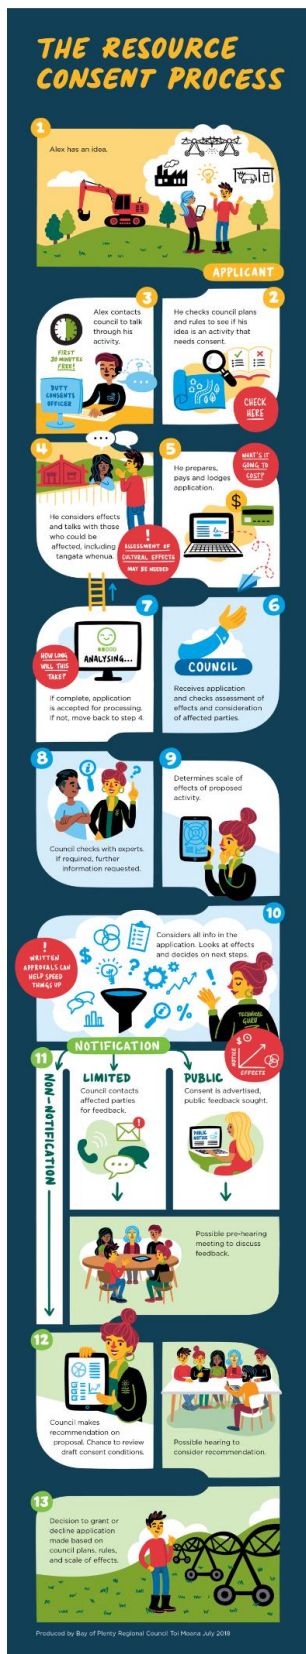 THE RESOURCE
CONSENT PROCESS
1
Alex has an idea.
APPLICANT
2
He checks council plans
and rules to see if his
idea is an activity that
needs consent.
CHECK
HERE
3
Alex contacts
council to talk
through his
activity.
FIRST
30 MINUTES
FREE!
DUTY
CONSENTS
OFFICER
4
He considers effects
and talks with those
who could be
affected, including
tangata whenua.
!
ASSESSMENT OF
CULTURAL EFFECTS
MAY BE NEEDED
5
WHAT'S IT
GOING TO
COST?
He prepares,
pays and lodges
application.
$
6
COUNCIL
Receives application
and checks assessment of
effects and consideration
of affected parties.
7
ANALYSING...
HOW LONG
WILL THIS
TAKE?
If complete, application
is accepted for processing.
If not, move back to step 4.
8
i
?
Council checks with experts.
If required, further
information requested.
9
Determines scale of
effects of proposed
activity.
10
Considers all info in the
application. Looks at effects
and decides on next steps.
$
?
!
%
!
WRITTEN
APPROVALS CAN
HELP SPEED
THINGS UP
TECHNICAL
GURU
NOTIFICATION
11
NON-NOTIFICATION
LIMITED
Council contacts
affected parties
for feedback.
!
PUBLIC
Consent is advertised,
public feedback sought.
NOTICE
$
EFFECTS
PUBLIC
NOTICE
Possible pre-hearing
meeting to discuss
feedback.
12
Council makes
recommendation on
proposal. Chance to review
draft consent conditions.
Possible hearing to
consider recommendation.
13
Decision to grant or
decline application
made based on
council plans, rules,
and scale of effects.
Produced by Bay of Plenty Regional Council Toi Moana July 2018